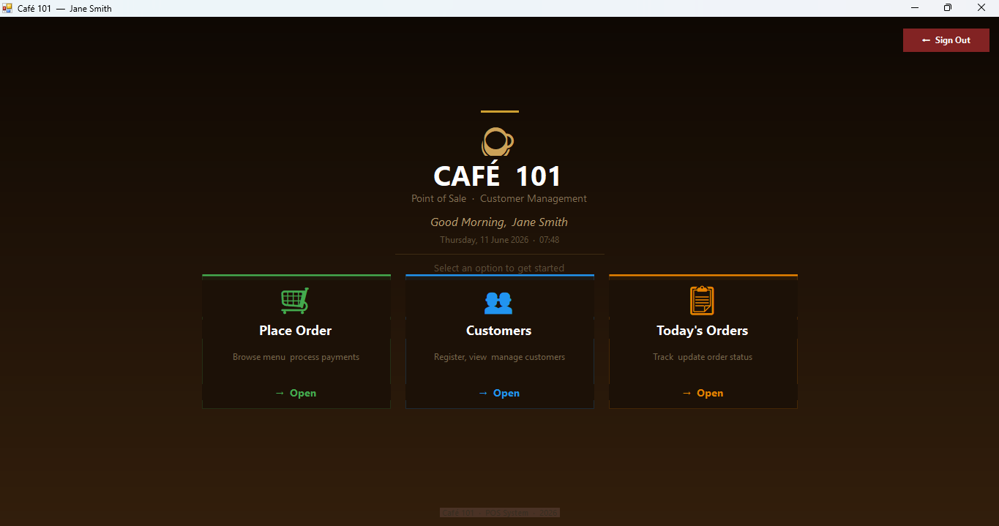 Café 101 — Jane Smith
← Sign Out
CAFÉ 101
Point of Sale · Customer Management
Good Morning, Jane Smith
Thursday, 11 June 2026 · 07:48
Select an option to get started
Place Order
Browse menu process payments
→ Open
Customers
Register, view manage customers
→ Open
Today's Orders
Track update order status
→ Open
Café 101 POS System 2026